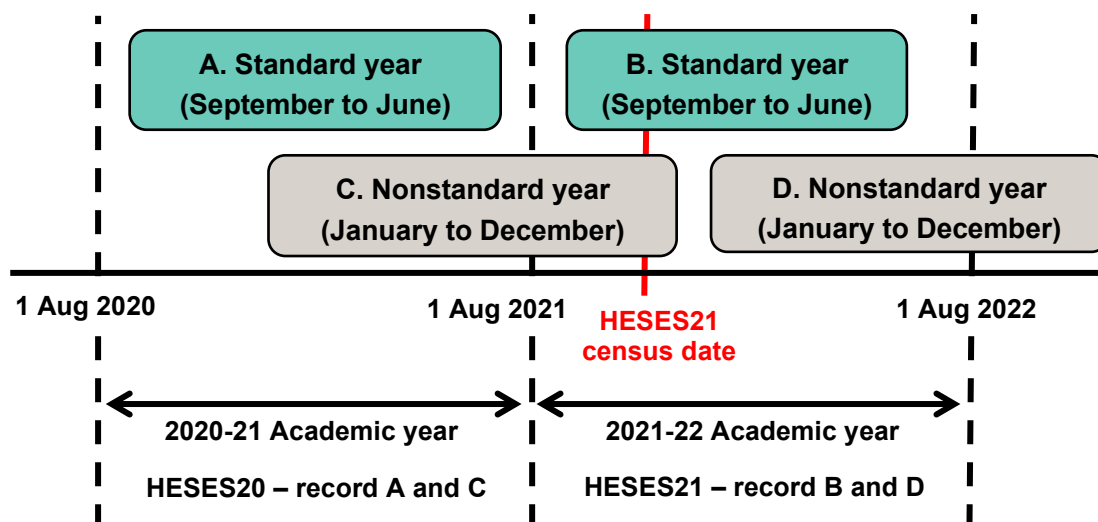 A. Standard year
(September to June)
B. Standard year
(September to June)
C. Nonstandard year
(January to December)
D. Nonstandard year
(January to December)
1 Aug 2020
1 Aug 2021
HESES21
census date
1 Aug 2022
2020-21 Academic year
2021-22 Academic year
HESES20 – record A and C
HESES21 – record B and D